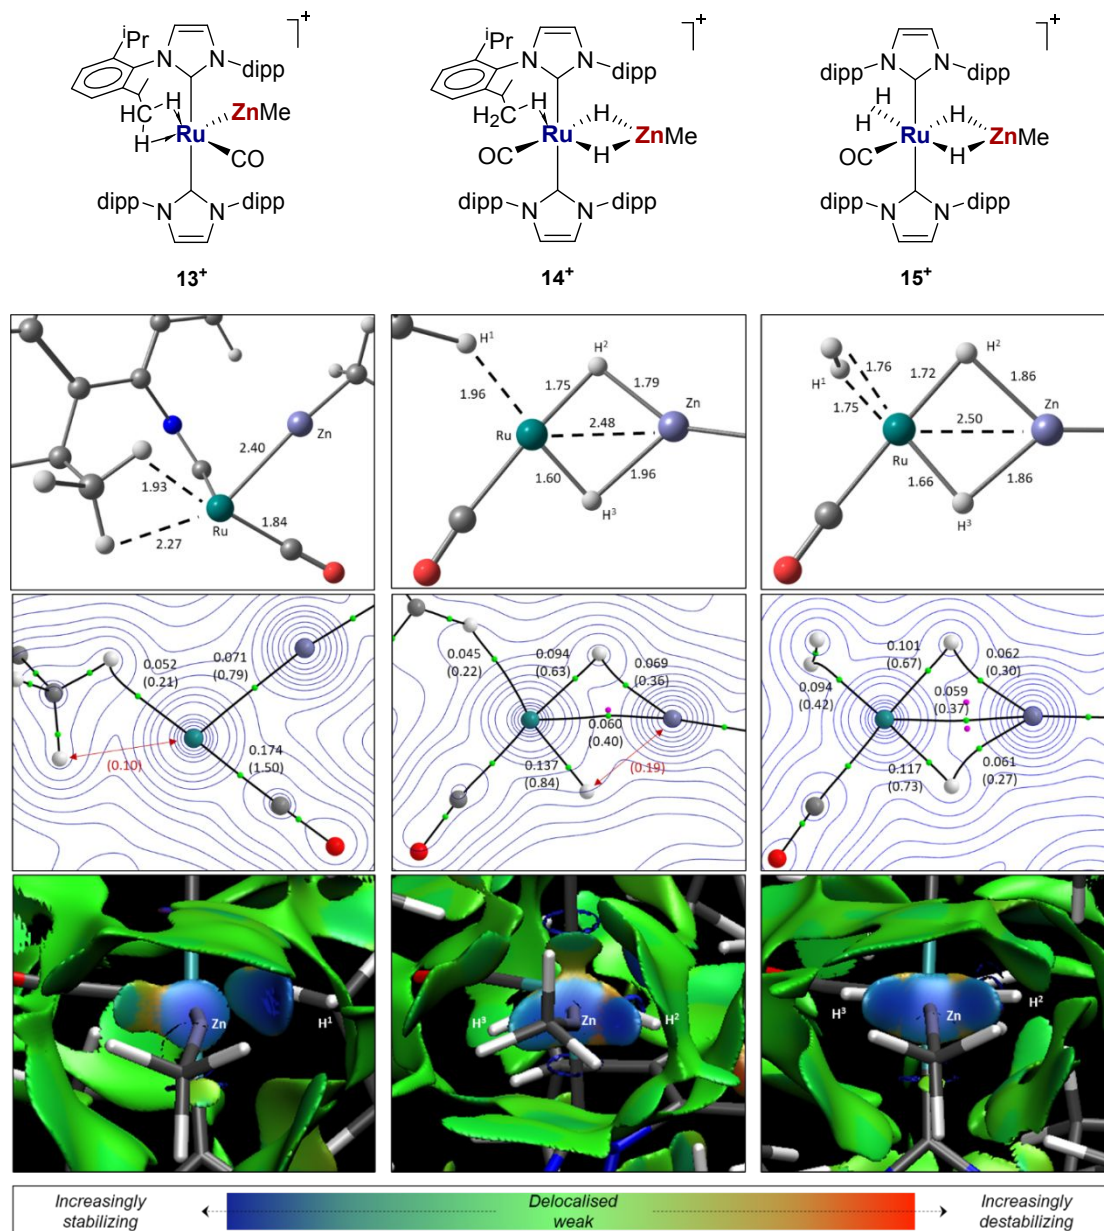 iPr
N N
dipp
HC H
H
ZnMe
Ru
CO
dipp N N dipp
]+
13+
iPr
N N
dipp
H2C H
H
Ru
ZnMe
OC
H
dipp N N dipp
]+
14+
dipp N N dipp
H
H
H
Ru
ZnMe
OC
H
dipp N N dipp
]+
15+
1.93
2.27
2.40
1.84
Zn
Ru
H1
H2
1.96
1.75
1.79
Zn
Ru
2.48
1.60
1.96
H3
H1
H2
1.76
1.75
1.72
1.86
Zn
2.50
Ru
1.66
1.86
H3
0.052
(0.21)
0.071
(0.79)
0.174
(1.50)
(0.10)
0.045
(0.22)
0.094
(0.63)
0.069
(0.36)
0.060
(0.40)
0.137
(0.84)
(0.19)
0.101
(0.67)
0.062
(0.30)
0.094
(0.42)
0.059
(0.37)
0.117
(0.73)
0.061
(0.27)
Zn
H1
H3
Zn
H2
H3
Zn
H2
Increasingly
stabilizing
Delocalised
weak
Increasingly
destabilizing